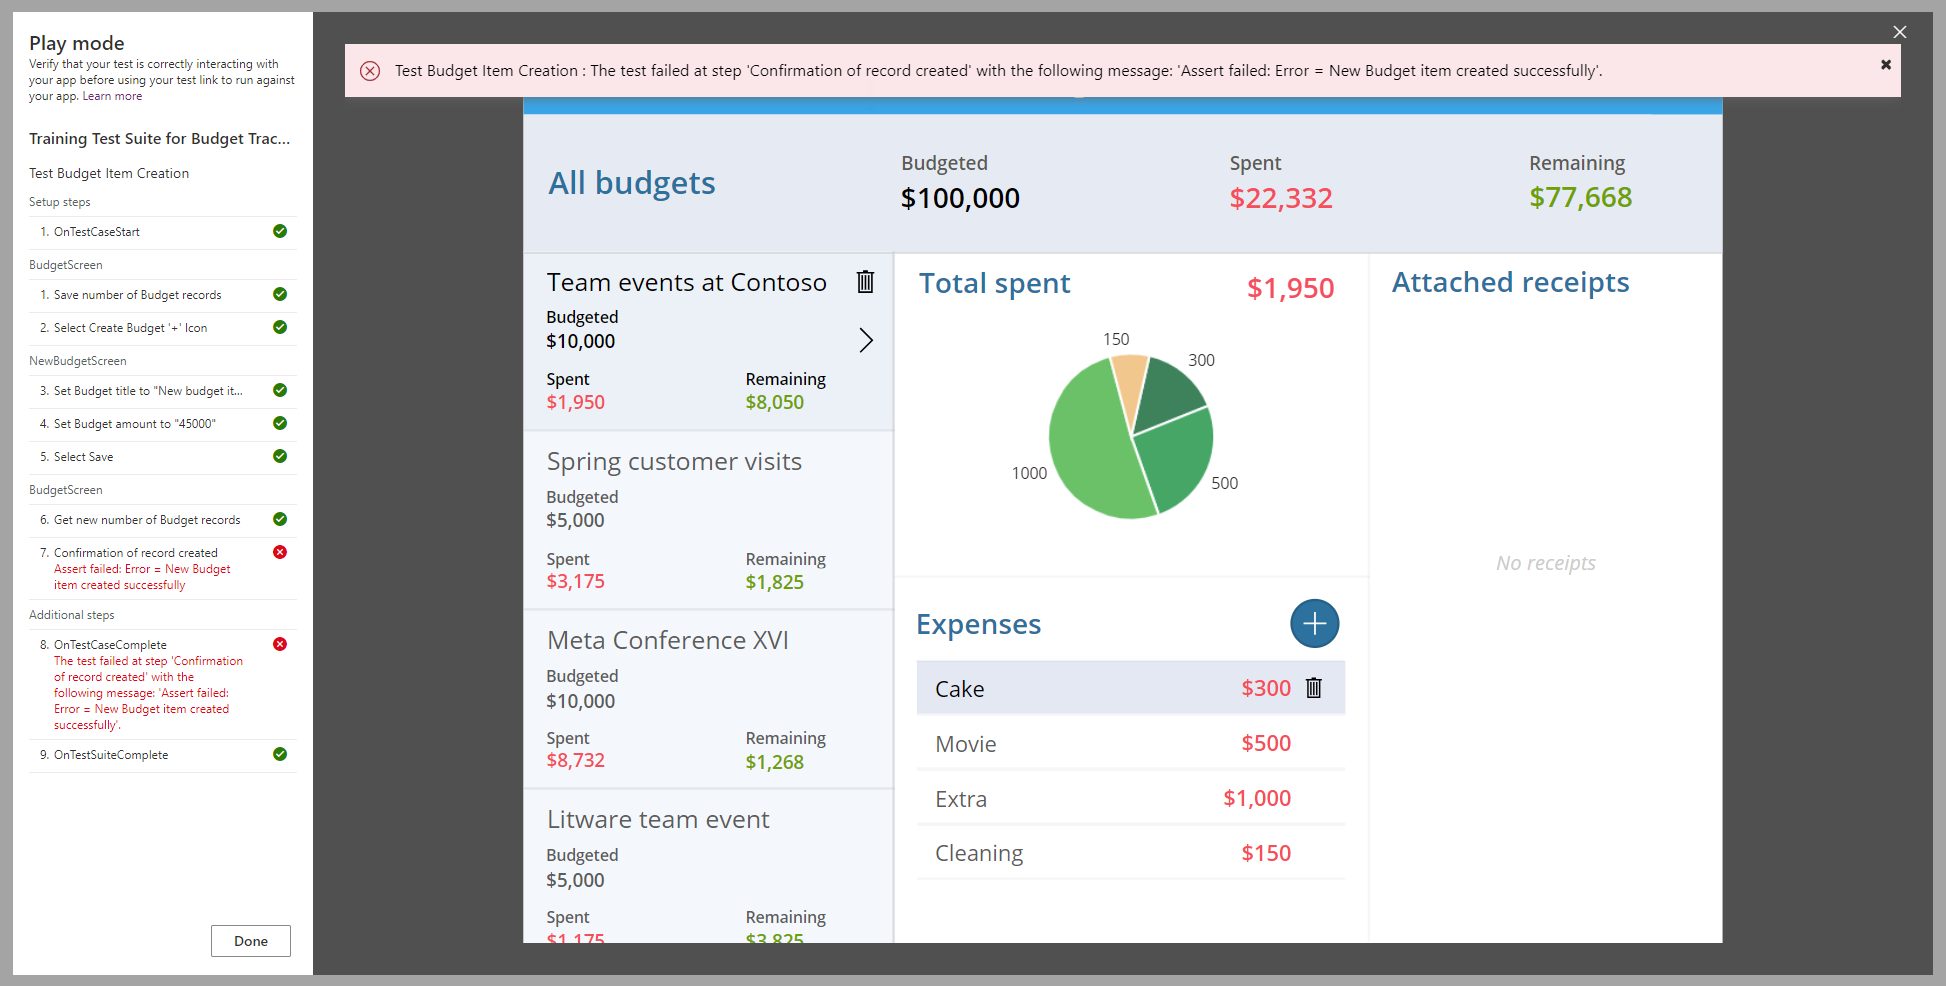 Play mode
Verify that your test is correctly interacting with
your app before using your test link to run against
your app. Learn more
Training Test Suite for Budget Trac...
Test Budget Item Creation
Setup steps
1. OnTestCaseStart
BudgetScreen
1. Save number of Budget records
2. Select Create Budget '+' Icon
NewBudgetScreen
3. Set Budget title to "New budget it...
4. Set Budget amount to "45000"
5. Select Save
BudgetScreen
6. Get new number of Budget records
7. Confirmation of record created
Assert failed: Error = New Budget
item created successfully
Additional steps
8. OnTestCaseComplete
The test failed at step 'Confirmation
of record created' with the
following message: 'Assert failed:
Error = New Budget item created
successfully'.
9. OnTestSuiteComplete
Done
Test Budget Item Creation : The test failed at step 'Confirmation of record created' with the following message: 'Assert failed: Error = New Budget item created successfully'.
All budgets
Budgeted
$100,000
Spent
$22,332
Remaining
$77,668
Team events at Contoso
Budgeted
$10,000
Spent
$1,950
Remaining
$8,050
Spring customer visits
Budgeted
$5,000
Spent
$3,175
Remaining
$1,825
Meta Conference XVI
Budgeted
$10,000
Spent
$8,732
Remaining
$1,268
Litware team event
Budgeted
$5,000
Spent
$1,175
Remaining
$3,825
Total spent
$1,950
150
300
1000
500
Expenses
Cake $300
Movie $500
Extra $1,000
Cleaning $150
Attached receipts
No receipts